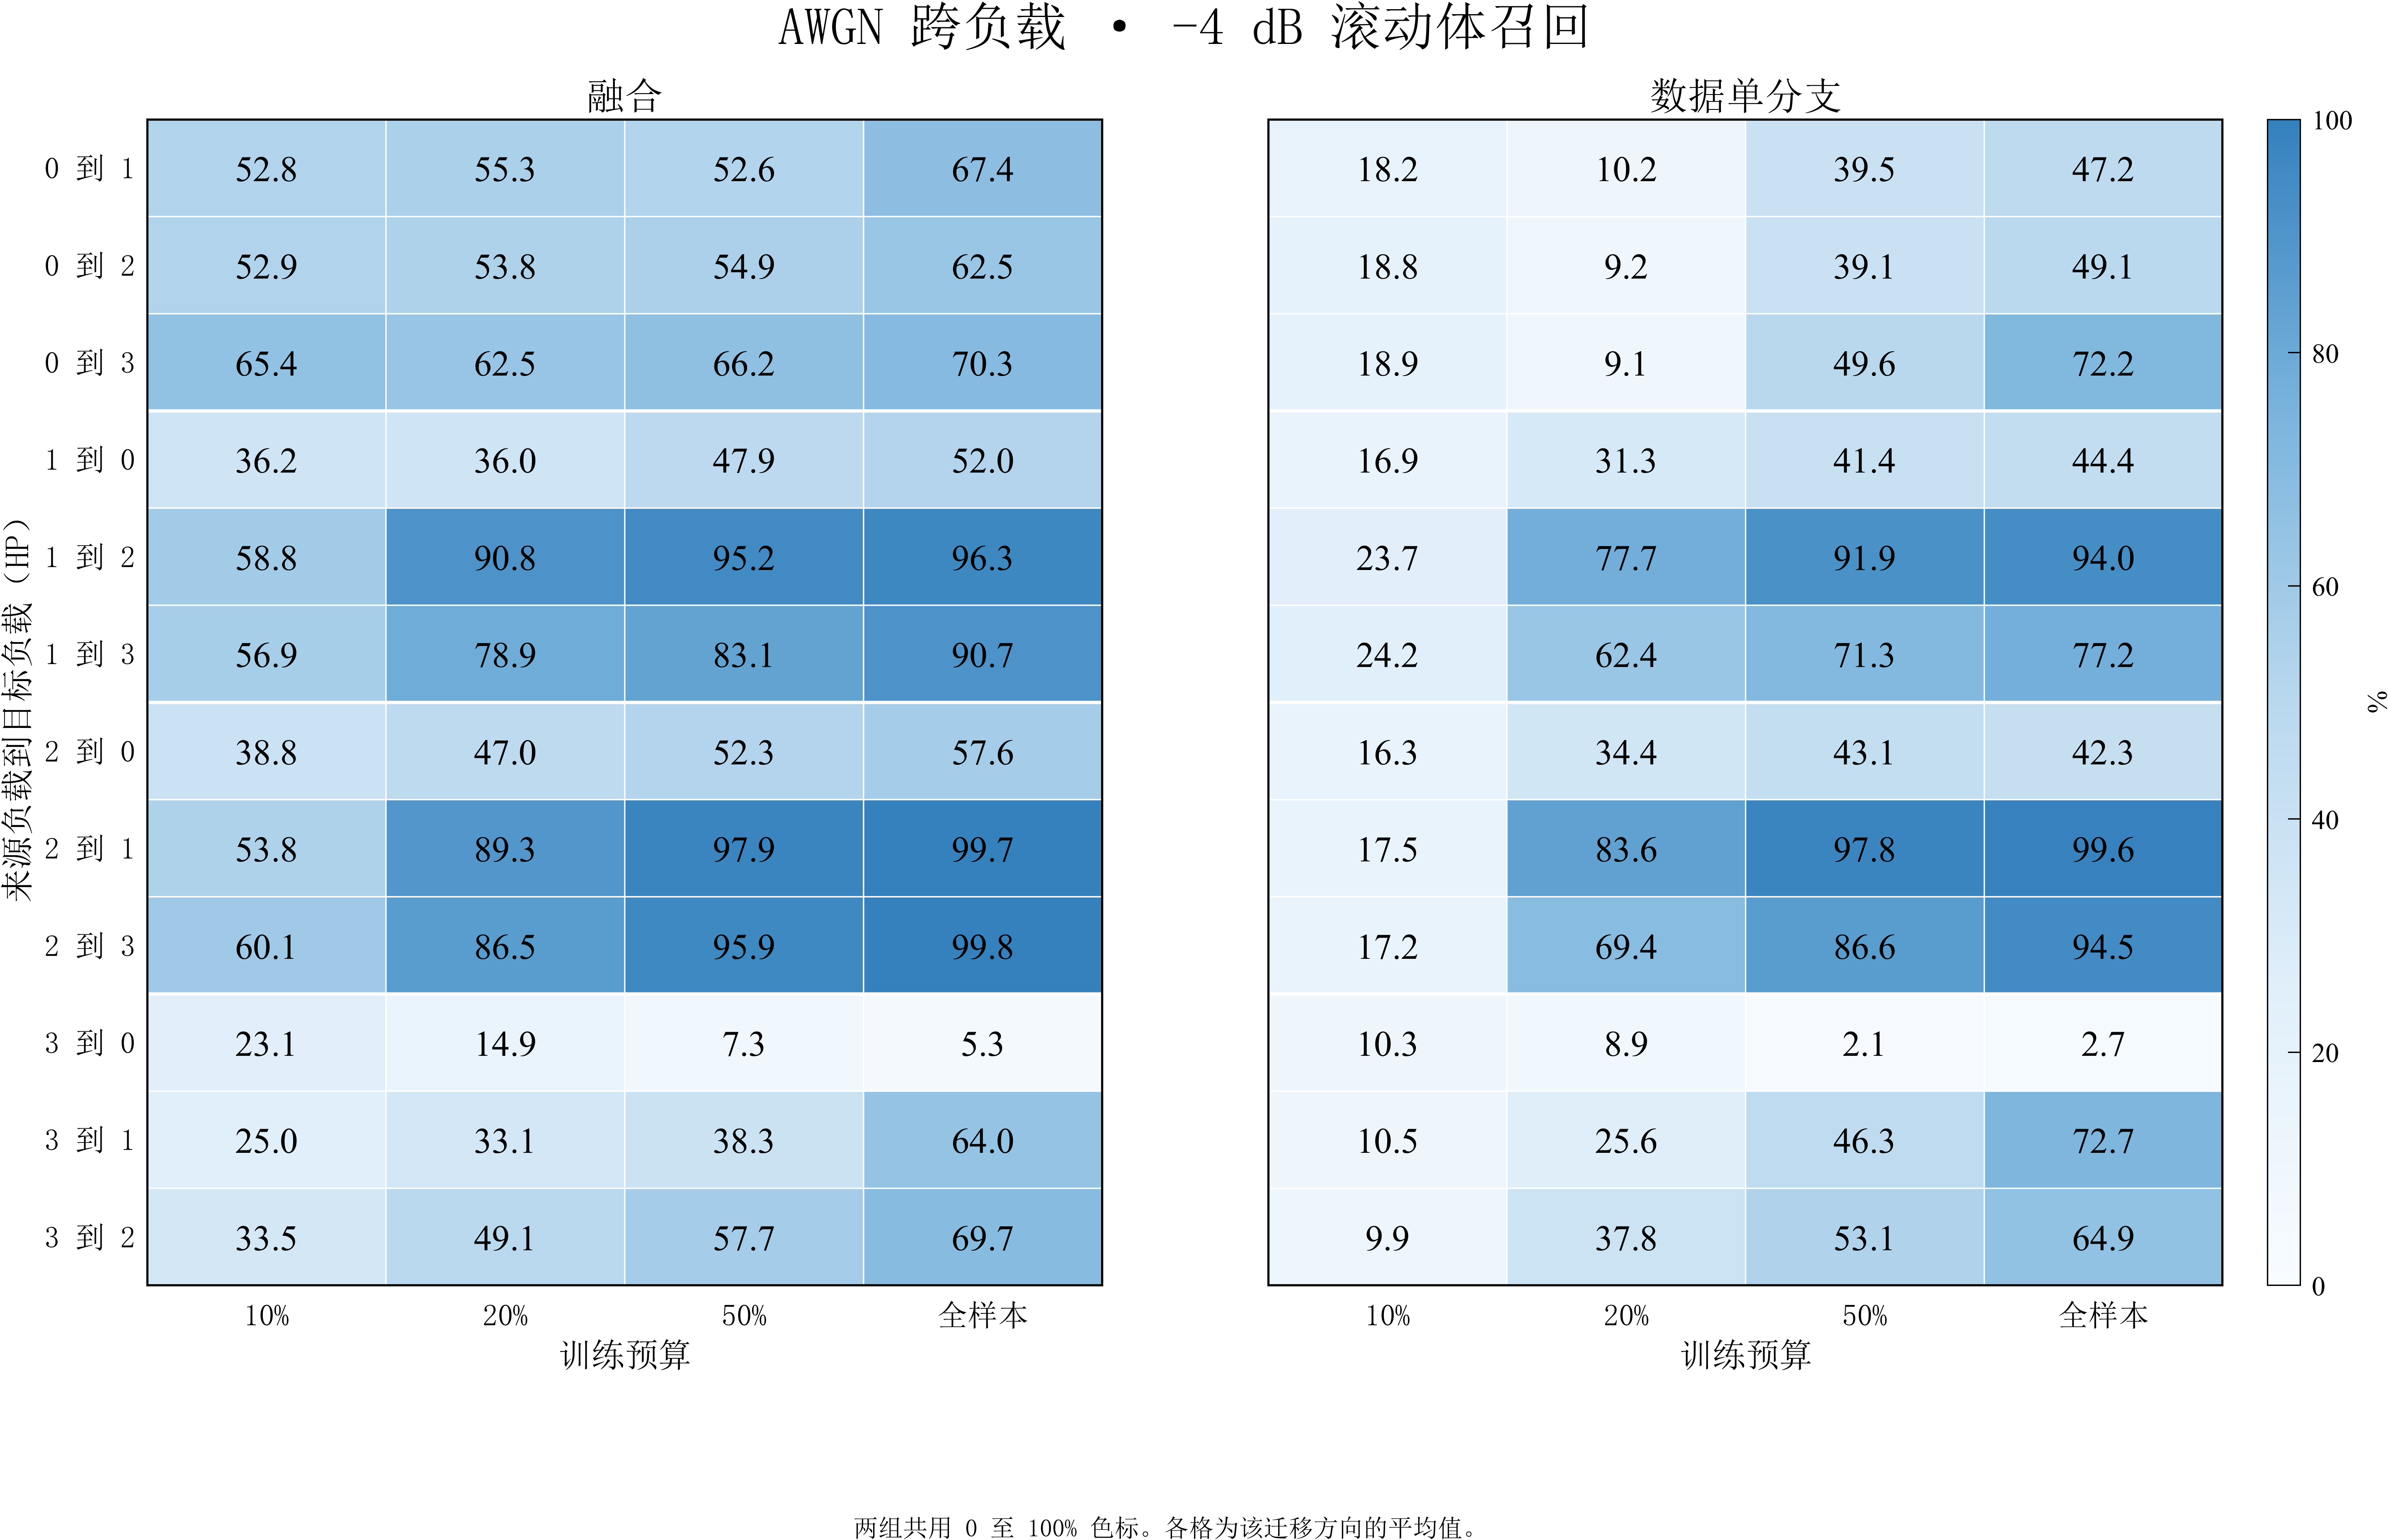 AWGN 跨负载 · -4 dB 滚动体召回
融合
数据单分支
来源负载到目标负载（HP）
0 到 1 52.8 55.3 52.6 67.4 18.2 10.2 39.5 47.2
0 到 2 52.9 53.8 54.9 62.5 18.8 9.2 39.1 49.1
0 到 3 65.4 62.5 66.2 70.3 18.9 9.1 49.6 72.2
1 到 0 36.2 36.0 47.9 52.0 16.9 31.3 41.4 44.4
1 到 2 58.8 90.8 95.2 96.3 23.7 77.7 91.9 94.0
1 到 3 56.9 78.9 83.1 90.7 24.2 62.4 71.3 77.2
2 到 0 38.8 47.0 52.3 57.6 16.3 34.4 43.1 42.3
2 到 1 53.8 89.3 97.9 99.7 17.5 83.6 97.8 99.6
2 到 3 60.1 86.5 95.9 99.8 17.2 69.4 86.6 94.5
3 到 0 23.1 14.9 7.3 5.3 10.3 8.9 2.1 2.7
3 到 1 25.0 33.1 38.3 64.0 10.5 25.6 46.3 72.7
3 到 2 33.5 49.1 57.7 69.7 9.9 37.8 53.1 64.9
10% 20% 50% 全样本 10% 20% 50% 全样本
训练预算
训练预算
100
80
60
40
20
0
%
两组共用 0 至 100% 色标。各格为该迁移方向的平均值。